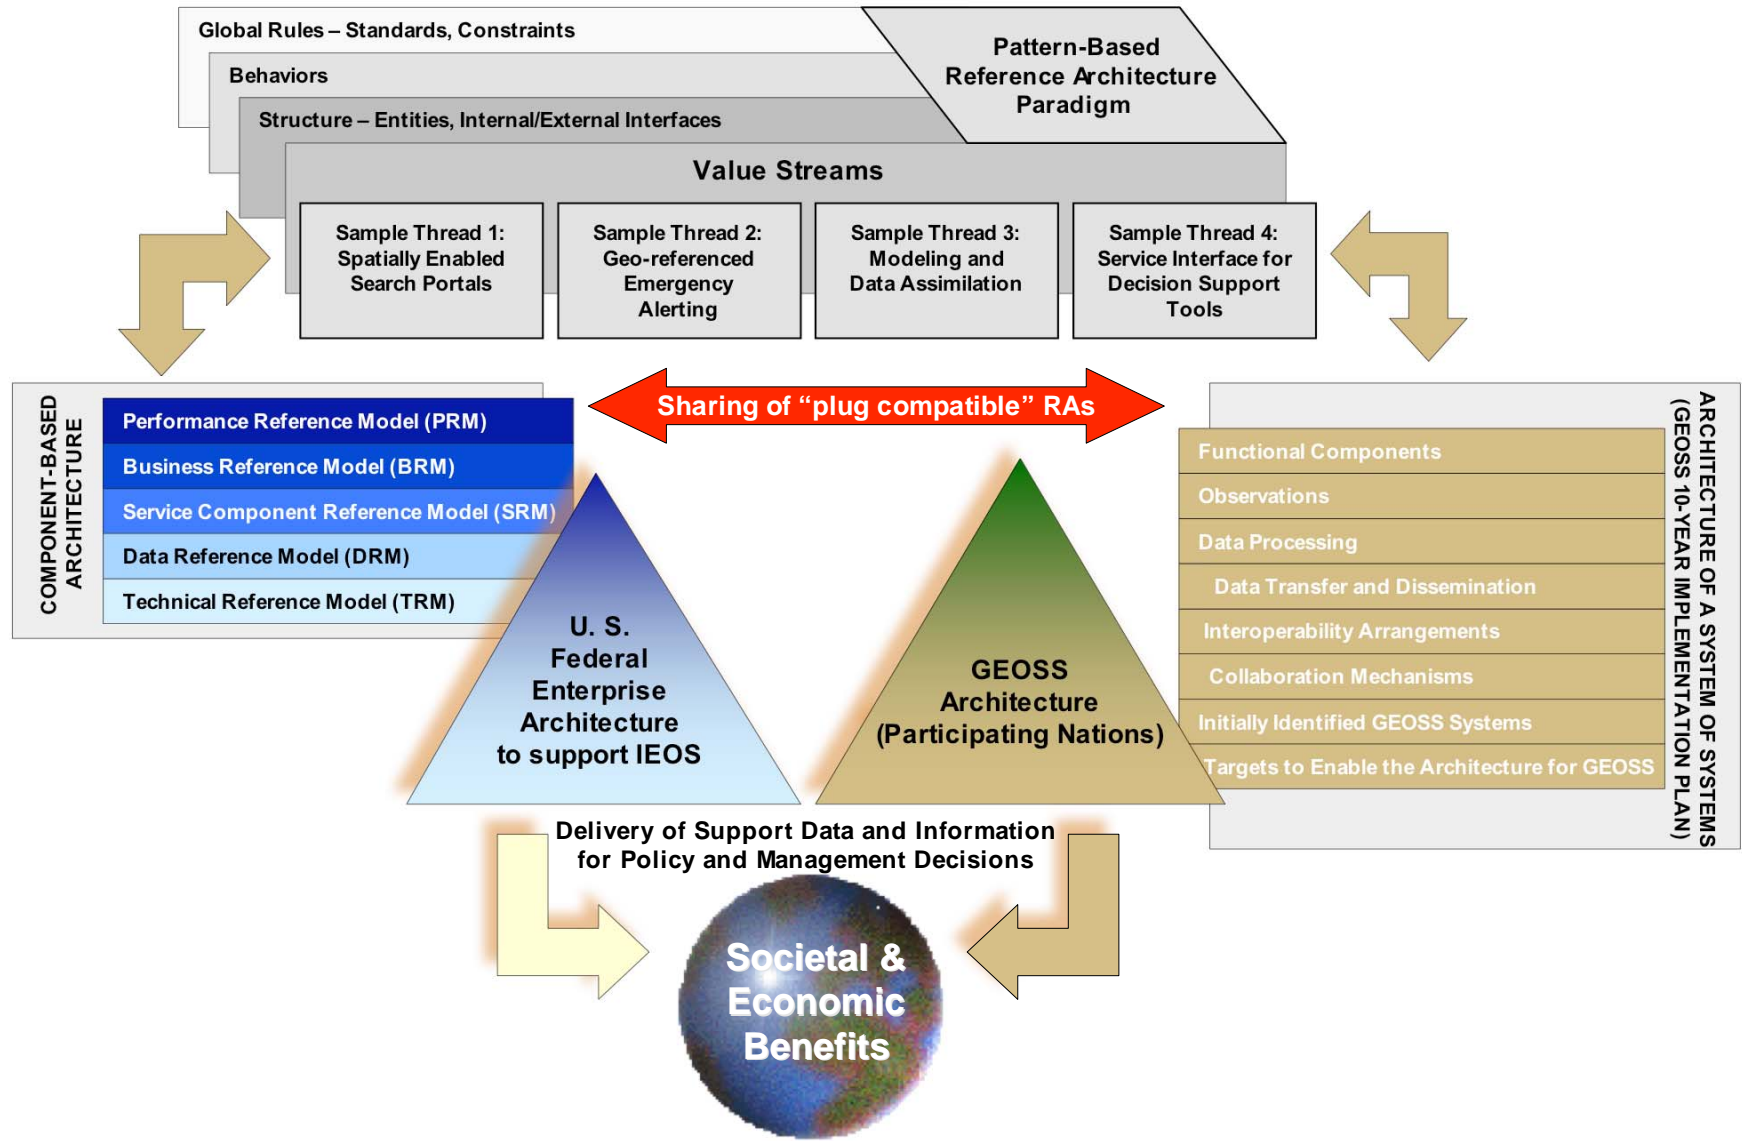 Global Rules – Standards, Constraints
Behaviors
Structure – Entities, Internal/External Interfaces
Pattern-Based
Reference Architecture
Paradigm
Value Streams
Sample Thread 1:
Spatially Enabled
Search Portals
Sample Thread 2:
Geo-referenced
Emergency
Alerting
Sample Thread 3:
Modeling and
Data Assimilation
Sample Thread 4:
Service Interface for
Decision Support
Tools
Sharing of “plug compatible” RAs
COMPONENT-BASED
ARCHITECTURE
Performance Reference Model (PRM)
Business Reference Model (BRM)
Service Component Reference Model (SRM)
Data Reference Model (DRM)
Technical Reference Model (TRM)
U. S.
Federal
Enterprise
Architecture
to support IEOS
GEOSS
Architecture
(Participating Nations)
Functional Components
Observations
Data Processing
Data Transfer and Dissemination
Interoperability Arrangements
Collaboration Mechanisms
Initially Identified GEOSS Systems
Targets to Enable the Architecture for GEOSS
ARCHITECTURE OF A SYSTEM OF SYSTEMS
(GEOSS 10-YEAR IMPLEMENTATION PLAN)
Delivery of Support Data and Information
for Policy and Management Decisions
Societal &
Economic
Benefits